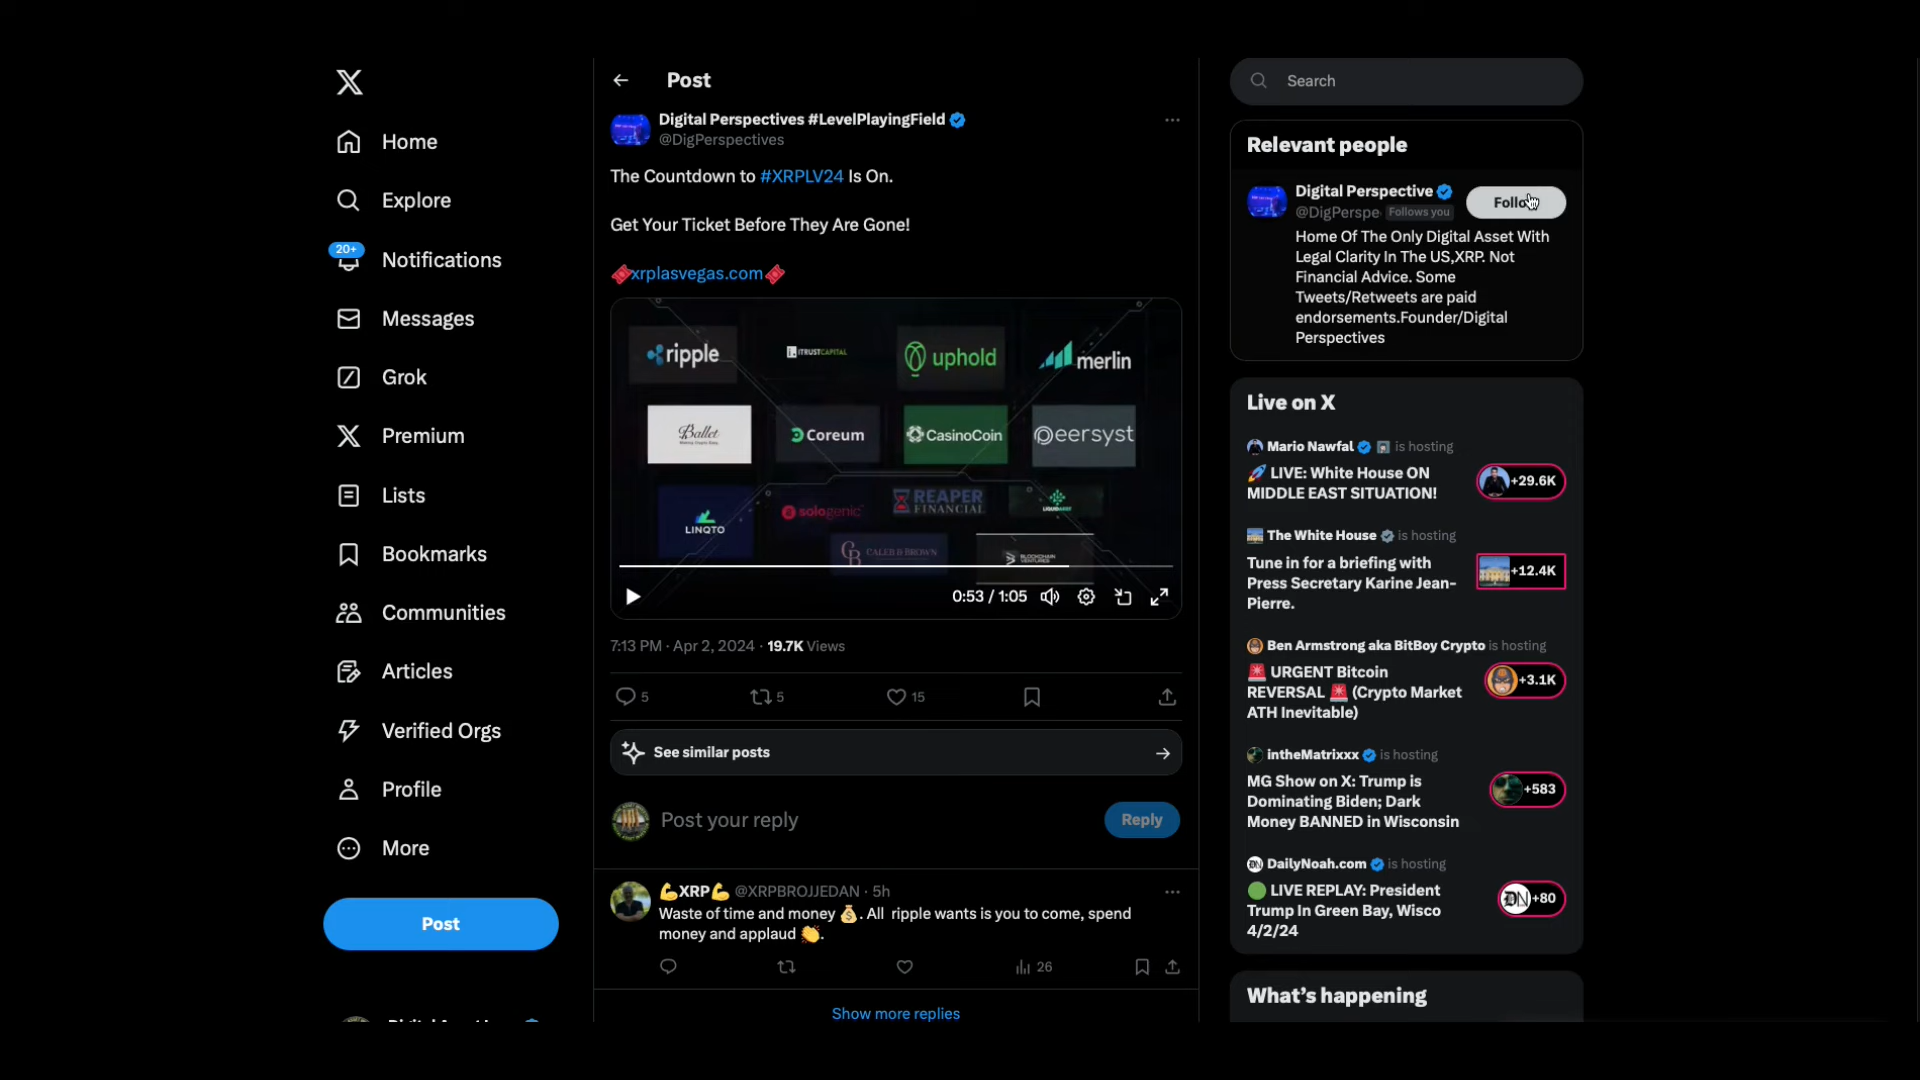 Home
Explore
20+
Notifications
Messages
Grok
Premium
Lists
Bookmarks
Communities
Articles
Verified Orgs
Profile
More
Post
Post
Digital Perspectives #LevelPlayingField
@DigPerspectives
The Countdown to #XRPLV24 Is On.
Get Your Ticket Before They Are Gone!
xrplasvegas.com
ripple
iTRUSTCAPITAL
uphold
merlin
Ballet
Coreum
CasinoCoin
peersyst
LINQTO
sologenic
REAPER
FINANCIAL
CB CALEB & BROWN
BLOCKCHAIN
VENTURES
0:53 / 1:05
7:13 PM · Apr 2, 2024 · 19.7K Views
5
5
15
See similar posts
Post your reply
Reply
💪XRP💪 @XRPBROJJEDAN · 5h
Waste of time and money 💰. All ripple wants is you to come, spend
money and applaud 👏.
26
Show more replies
Search
Relevant people
Digital Perspective
@DigPerspe Follows you
Home Of The Only Digital Asset With
Legal Clarity In The US,XRP. Not
Financial Advice. Some
Tweets/Retweets are paid
endorsements.Founder/Digital
Perspectives
Live on X
Mario Nawfal is hosting
🚀 LIVE: White House ON
MIDDLE EAST SITUATION!
+29.6K
The White House is hosting
Tune in for a briefing with
Press Secretary Karine Jean-
Pierre.
+12.4K
Ben Armstrong aka BitBoy Crypto is hosting
🚨 URGENT Bitcoin
REVERSAL 🚨 (Crypto Market
ATH Inevitable)
+3.1K
intheMatrixxx is hosting
MG Show on X: Trump is
Dominating Biden; Dark
Money BANNED in Wisconsin
+583
DailyNoah.com is hosting
🟢 LIVE REPLAY: President
Trump In Green Bay, Wisco
4/2/24
DN +80
What's happening